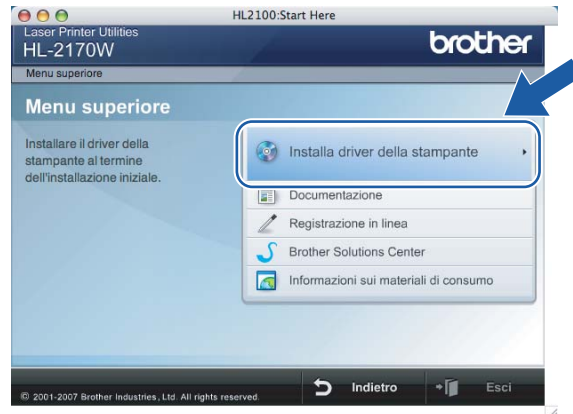 HL2100:Start Here
Laser Printer Utilities
HL-2170W
brother
Menu superiore
Menu superiore
Installare il driver della
stampante al termine
dell'installazione iniziale.
Installa driver della stampante
Documentazione
Registrazione in linea
Brother Solutions Center
Informazioni sui materiali di consumo
© 2001-2007 Brother Industries, Ltd. All rights reserved.
Indietro
Esci